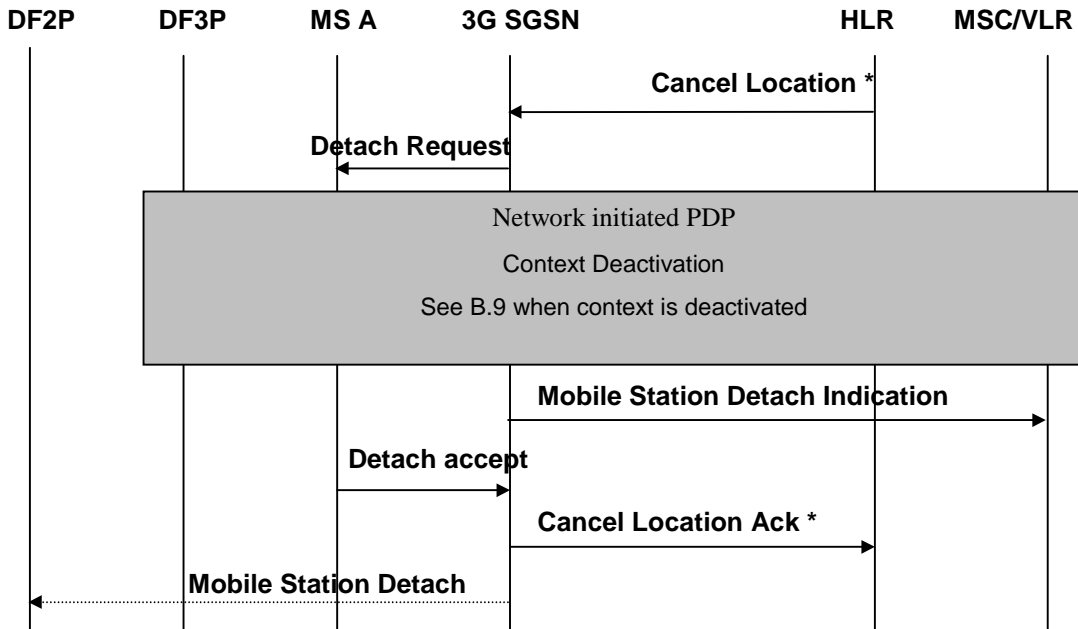 DF2P DF3P MS A 3G SGSN HLR MSC/VLR
Cancel Location *
Detach Request
Network initiated PDP
Context Deactivation
See B.9 when context is deactivated
Mobile Station Detach Indication
Detach accept
Cancel Location Ack *
Mobile Station Detach